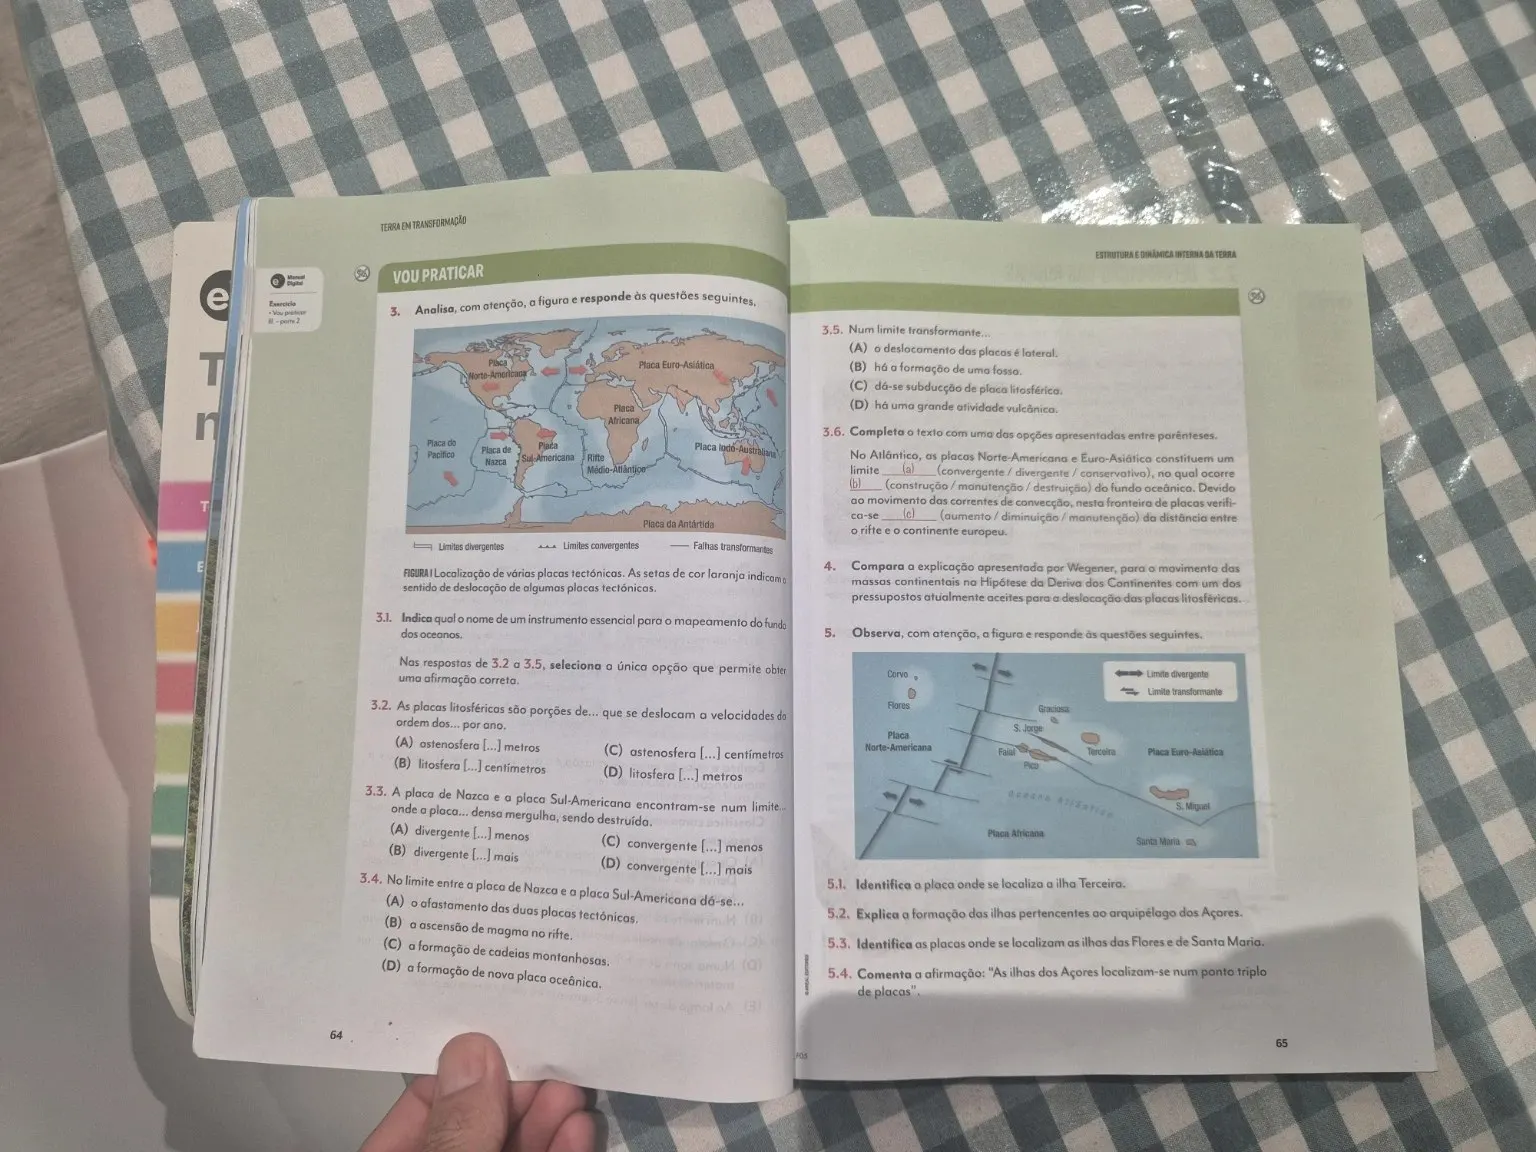 TERRA EM TRANSFORMAÇÃO
e Manual
Digital
Exercício
• Vou praticar
III - parte 2
VOU PRATICAR
3. Analisa, com atenção, a figura e responde às questões seguintes.
Placa
Norte-Americana
Placa Euro-Asiática
Placa
Africana
Placa do
Pacífico
Placa de
Nazca
Placa
Sul-Americana
Rifte
Médio-Atlântico
Placa Indo-Australiana
Placa da Antártida
Limites divergentes
Limites convergentes
Falhas transformantes
FIGURA I Localização de várias placas tectónicas. As setas de cor laranja indicam o
sentido de deslocação de algumas placas tectónicas.
3.1. Indica qual o nome de um instrumento essencial para o mapeamento do fundo
dos oceanos.
Nas respostas de 3.2 a 3.5, seleciona a única opção que permite obter
uma afirmação correta.
3.2. As placas litosféricas são porções de... que se deslocam a velocidades da
ordem dos... por ano.
(A) astenosfera [...] metros
(C) astenosfera [...] centímetros
(B) litosfera [...] centímetros
(D) litosfera [...] metros
3.3. A placa de Nazca e a placa Sul-Americana encontram-se num limite...
onde a placa... densa mergulha, sendo destruída.
(A) divergente [...] menos
(C) convergente [...] menos
(B) divergente [...] mais
(D) convergente [...] mais
3.4. No limite entre a placa de Nazca e a placa Sul-Americana dá-se...
(A) o afastamento das duas placas tectónicas.
(B) a ascensão de magma no rifte.
(C) a formação de cadeias montanhosas.
(D) a formação de nova placa oceânica.
64
ESTRUTURA E DINÂMICA INTERNA DA TERRA
3.5. Num limite transformante...
(A) o deslocamento das placas é lateral.
(B) há a formação de uma fossa.
(C) dá-se subducção de placa litosférica.
(D) há uma grande atividade vulcânica.
3.6. Completa o texto com uma das opções apresentadas entre parênteses.
No Atlântico, as placas Norte-Americana e Euro-Asiática constituem um
limite (a) (convergente / divergente / conservativo), no qual ocorre
(b) (construção / manutenção / destruição) do fundo oceânico. Devido
ao movimento das correntes de convecção, nesta fronteira de placas verifi-
ca-se (c) (aumento / diminuição / manutenção) da distância entre
o rifte e o continente europeu.
4. Compara a explicação apresentada por Wegener, para o movimento das
massas continentais na Hipótese da Deriva dos Continentes com um dos
pressupostos atualmente aceites para a deslocação das placas litosféricas.
5. Observa, com atenção, a figura e responde às questões seguintes.
Corvo
Flores
Limite divergente
Limite transformante
Graciosa
S. Jorge
Placa
Norte-Americana
Faial
Pico
Terceira
Placa Euro-Asiática
Oceano Atlântico
S. Miguel
Placa Africana
Santa Maria
5.1. Identifica a placa onde se localiza a ilha Terceira.
5.2. Explica a formação das ilhas pertencentes ao arquipélago dos Açores.
5.3. Identifica as placas onde se localizam as ilhas das Flores e de Santa Maria.
5.4. Comenta a afirmação: "As ilhas dos Açores localizam-se num ponto triplo
de placas".
65